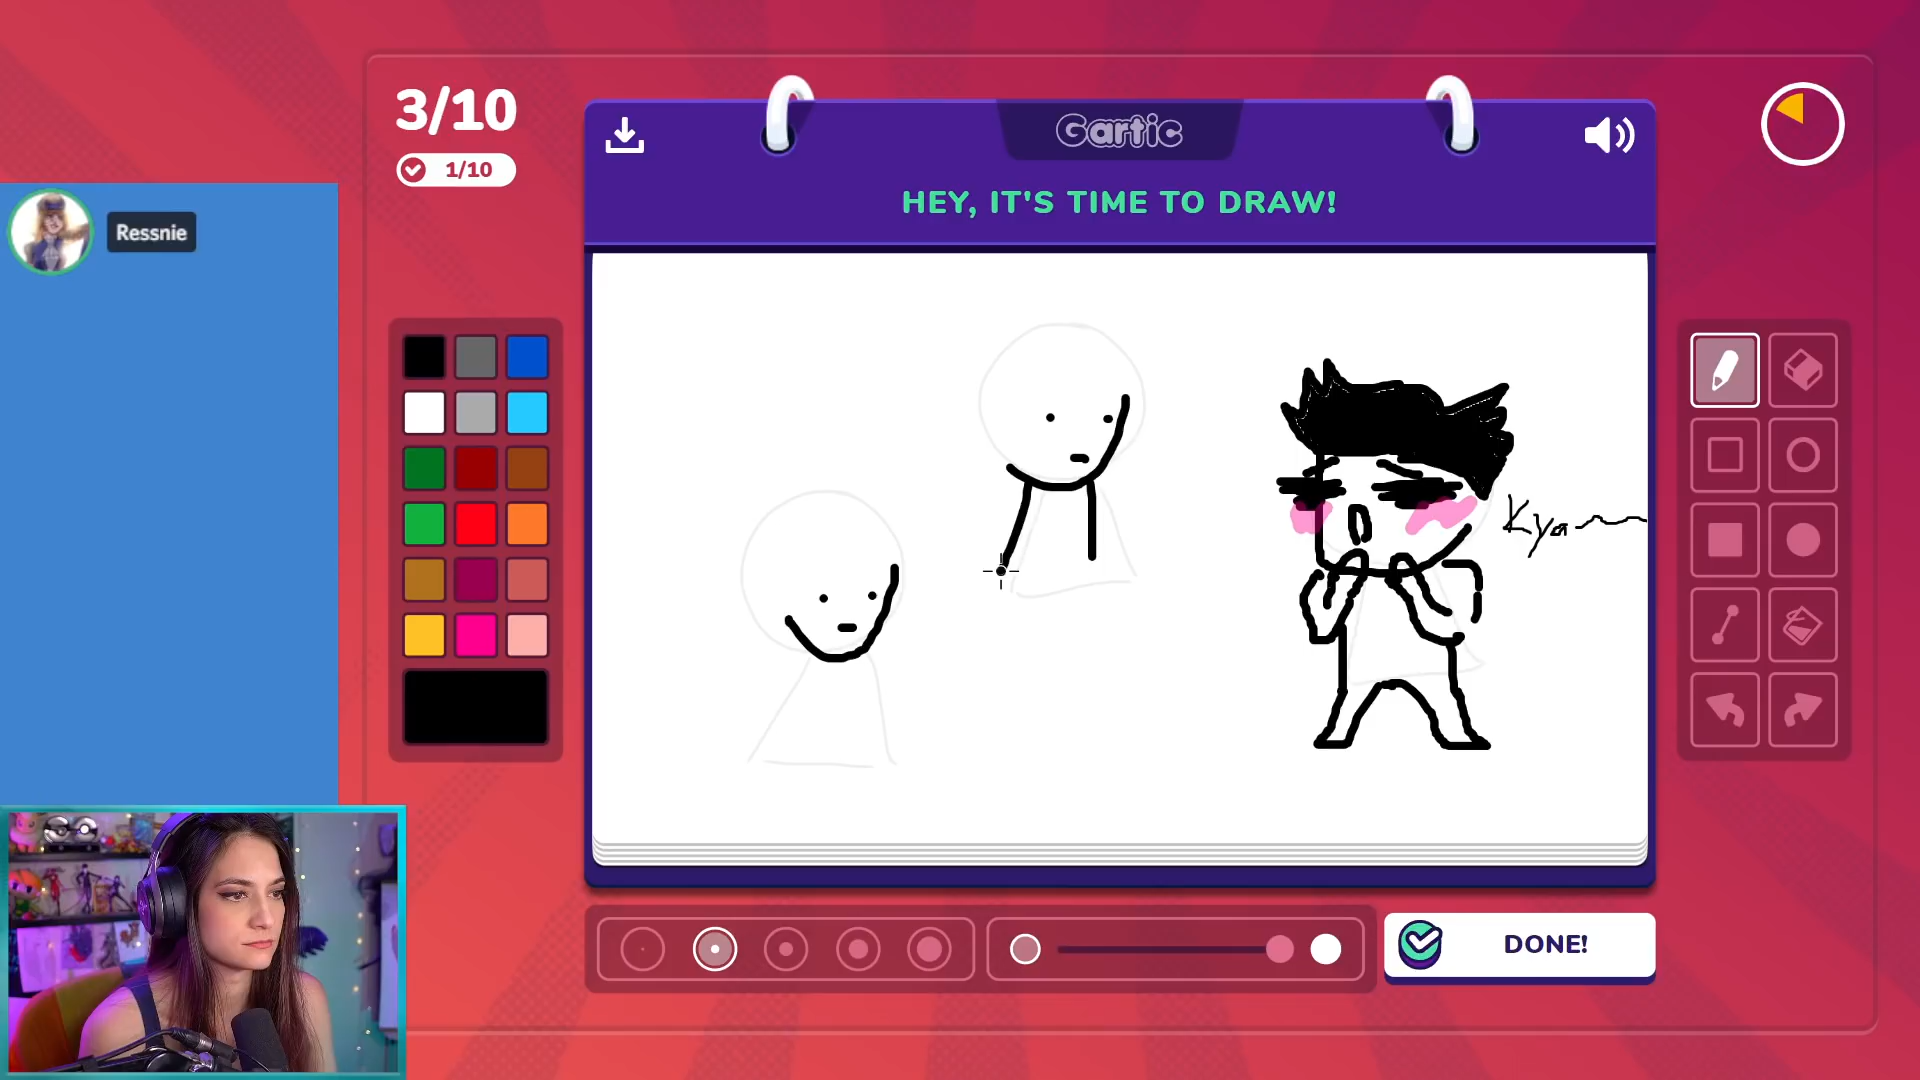 3/10
1/10
Gartic
HEY, IT'S TIME TO DRAW!
Ressnie
Kya
DONE!